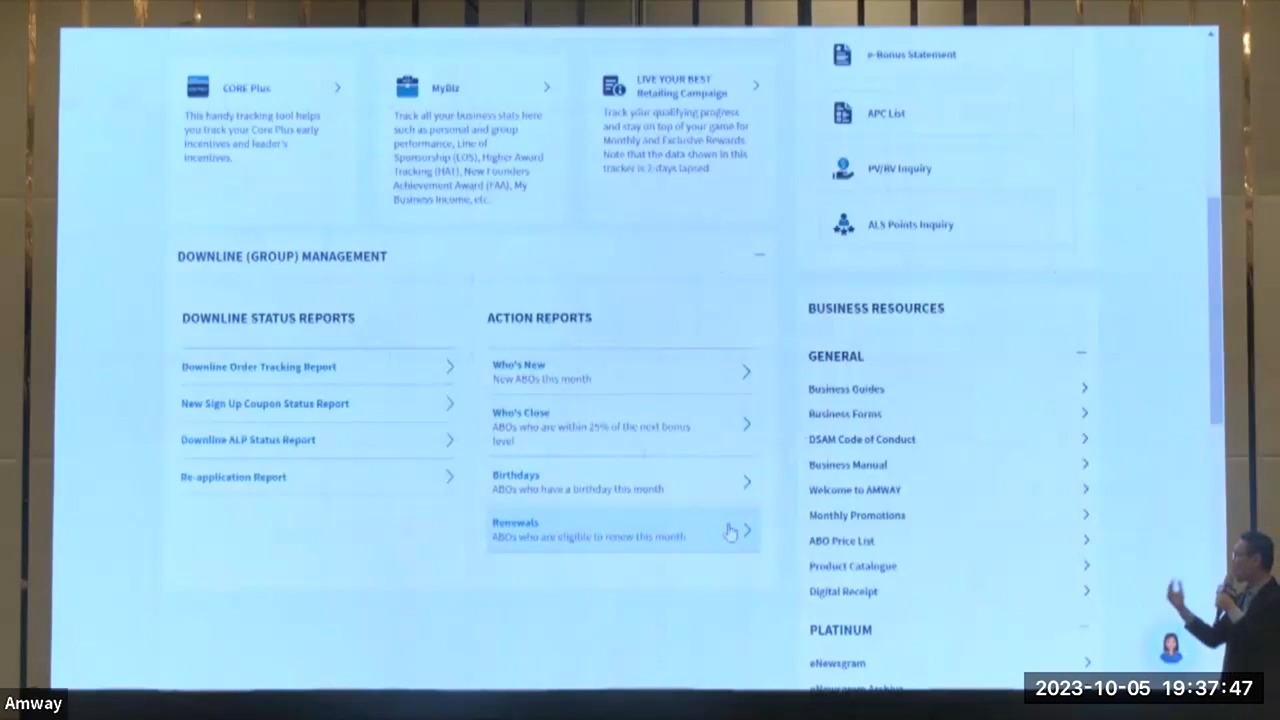 CORE Plus
This handy tracking tool helps
you track your Core Plus early
incentives and leader's
incentives.
MyBiz
Track all your business stats here
such as personal and group
performance, Line of
Sponsorship (LOS), Higher Award
Tracking (HAT), New Founders
Achievement Award (FAA), My
Business Income, etc.
LIVE YOUR BEST
Retailing Campaign
Track your qualifying progress
and stay on top of your game for
Monthly and Exclusive Rewards.
Note that the data shown in this
tracker is 2-days lapsed.
e-Bonus Statement
APC List
PV/BV Inquiry
ALS Points Inquiry
DOWNLINE (GROUP) MANAGEMENT
DOWNLINE STATUS REPORTS
Downline Order Tracking Report
New Sign Up Coupon Status Report
Downline ALP Status Report
Re-application Report
ACTION REPORTS
Who's New
New ABOs this month
Who's Close
ABOs who are within 25% of the next bonus
level
Birthdays
ABOs who have a birthday this month
Renewals
ABOs who are eligible to renew this month
BUSINESS RESOURCES
GENERAL
Business Guides
Business Forms
DSAM Code of Conduct
Business Manual
Welcome to AMWAY
Monthly Promotions
ABO Price List
Product Catalogue
Digital Receipt
PLATINUM
eNewsgram
eNewsgram Archive
Amway
2023-10-05 19:37:47